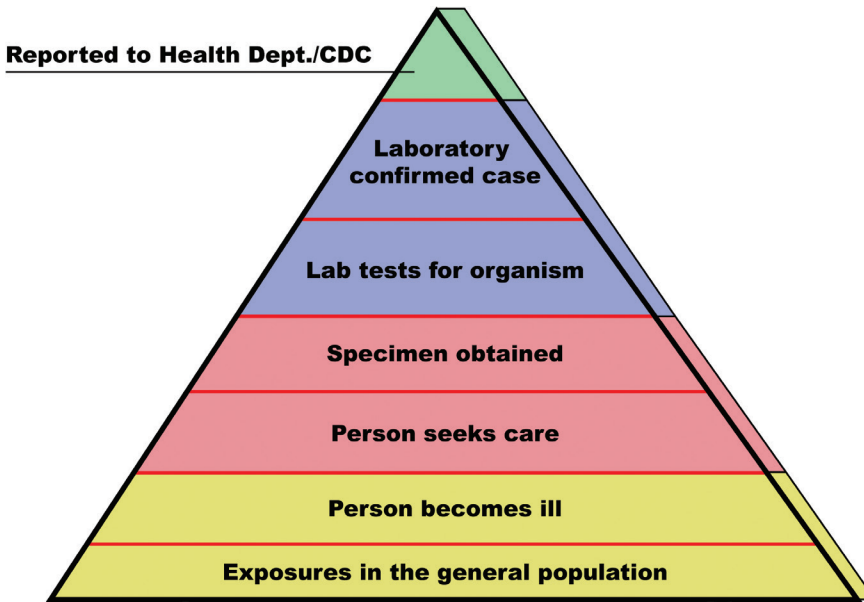 Reported to Health Dept./CDC
Laboratory
confirmed case
Lab tests for organism
Specimen obtained
Person seeks care
Person becomes ill
Exposures in the general population